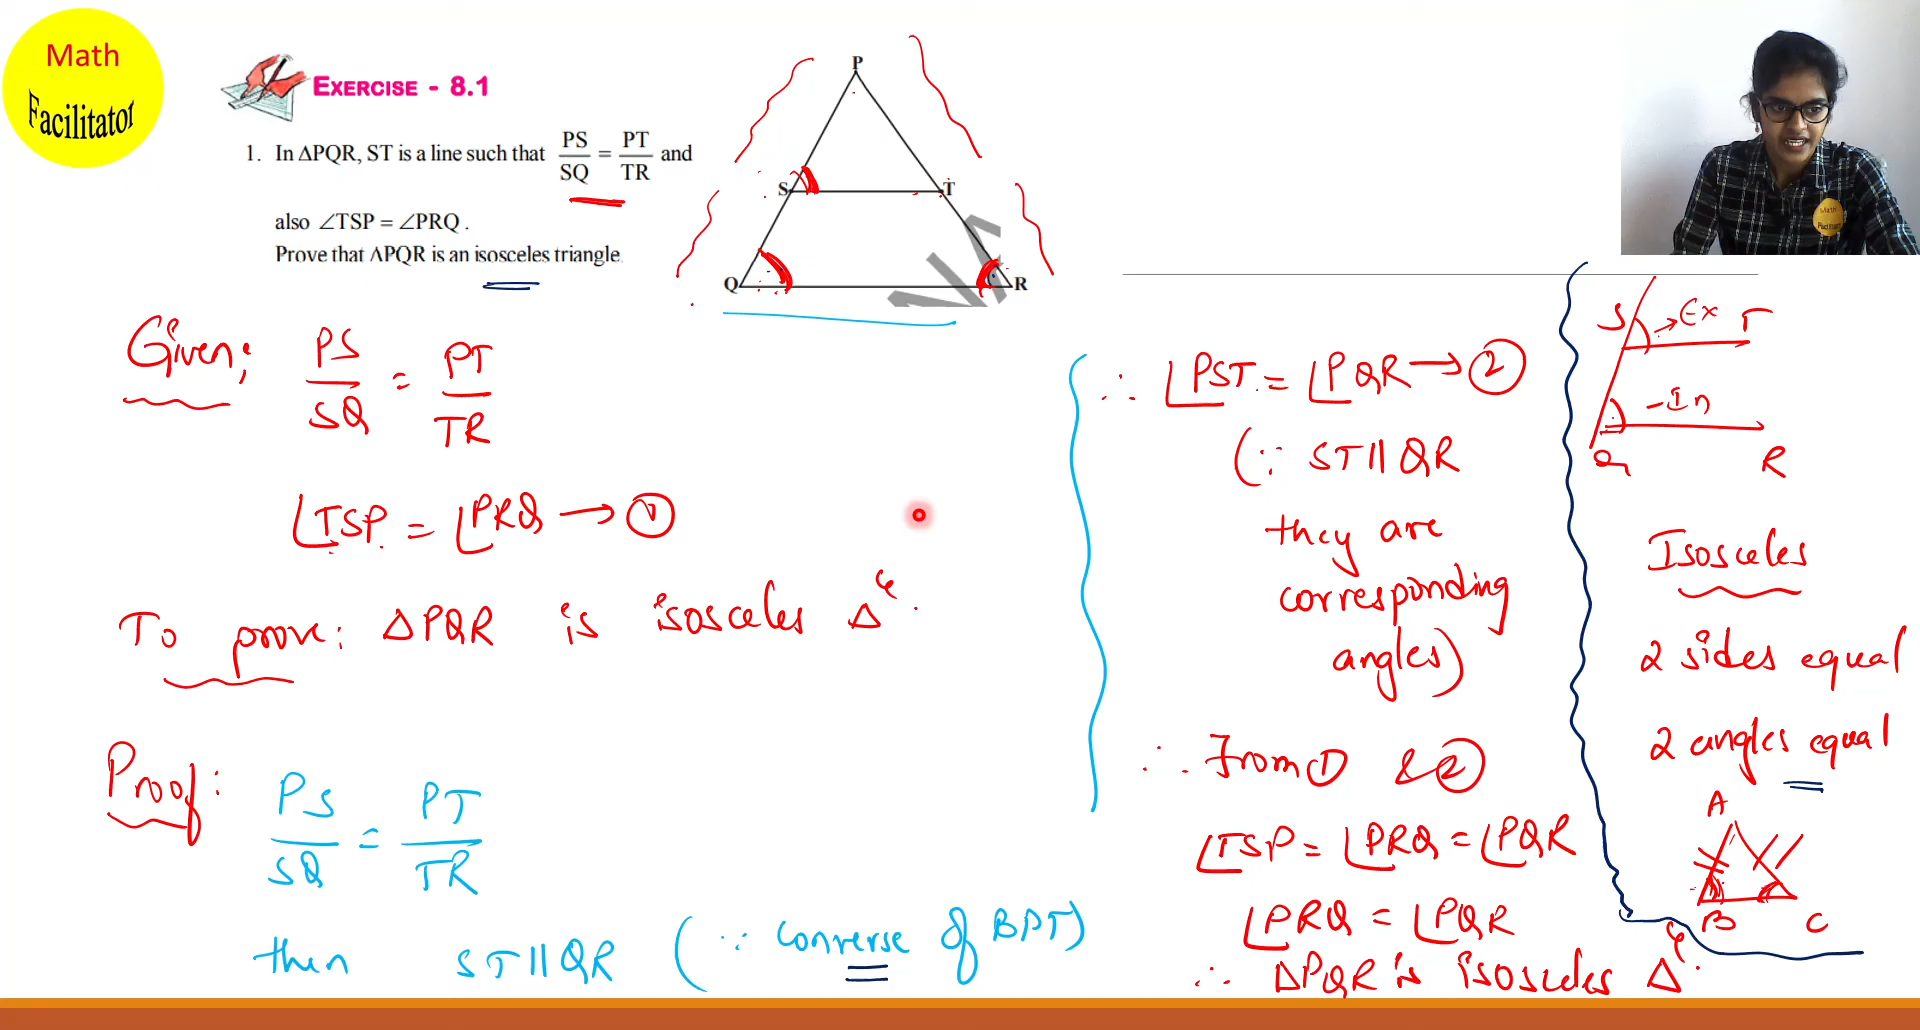 Math
Facilitator
EXERCISE - 8.1
1. In ΔPQR, ST is a line such that PS/SQ = PT/TR and
also ∠TSP = ∠PRQ .
Prove that ΔPQR is an isosceles triangle.
P
S
T
Q
R
Given:
PS/SQ = PT/TR
∠TSP = ∠PRQ → ①
To prove: ΔPQR is isosceles Δle.
Proof:
PS/SQ = PT/TR
then ST || QR (∵ converse of BPT)
∴ ∠PST = ∠PQR → ②
(∵ ST || QR
they are
corresponding
angles)
∴ From ① & ②
∠TSP = ∠PRQ = ∠PQR
∠PRQ = ∠PQR
∴ ΔPQR is isosceles Δle.
S → Ex T
- In
Q R
Isosceles
2 sides equal
2 angles equal
A
B C
Math